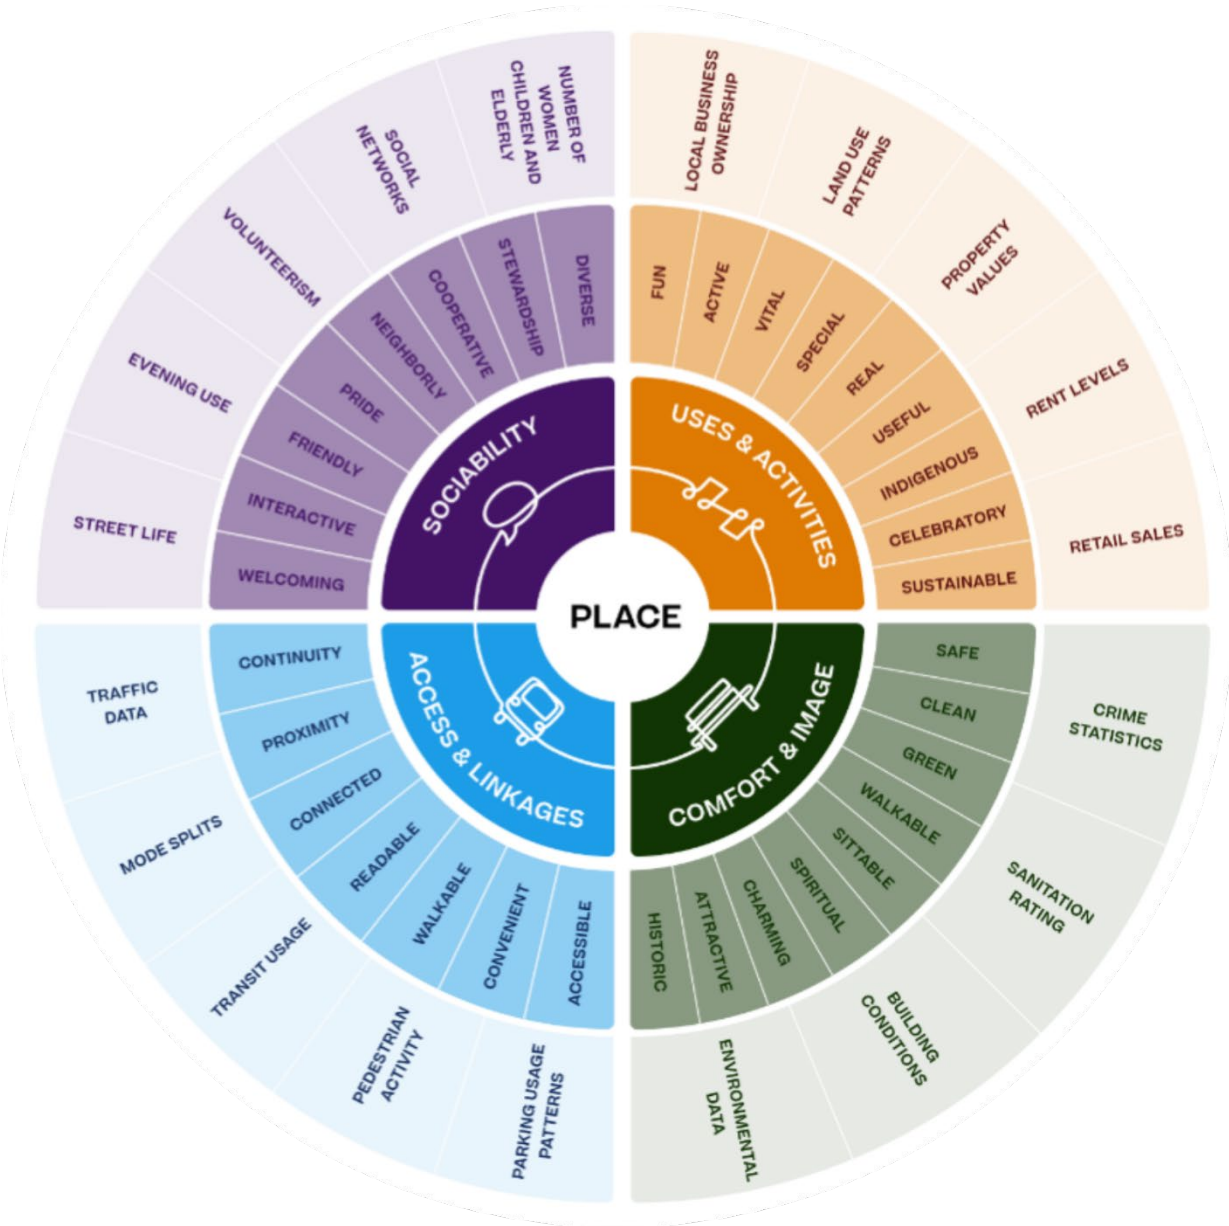 PLACE
SOCIABILITY
USES & ACTIVITIES
ACCESS & LINKAGES
COMFORT & IMAGE
WELCOMING
INTERACTIVE
FRIENDLY
PRIDE
NEIGHBORLY
COOPERATIVE
STEWARDSHIP
DIVERSE
STREET LIFE
EVENING USE
VOLUNTEERISM
SOCIAL
NETWORKS
NUMBER OF
WOMEN
CHILDREN AND
ELDERLY
FUN
ACTIVE
VITAL
SPECIAL
REAL
USEFUL
INDIGENOUS
CELEBRATORY
SUSTAINABLE
LOCAL BUSINESS
OWNERSHIP
LAND USE
PATTERNS
PROPERTY
VALUES
RENT LEVELS
RETAIL SALES
SAFE
CLEAN
GREEN
WALKABLE
SITTABLE
SPIRITUAL
CHARMING
ATTRACTIVE
HISTORIC
CRIME
STATISTICS
SANITATION
RATING
BUILDING
CONDITIONS
ENVIRONMENTAL
DATA
CONTINUITY
PROXIMITY
CONNECTED
READABLE
WALKABLE
CONVENIENT
ACCESSIBLE
TRAFFIC
DATA
MODE SPLITS
TRANSIT USAGE
PEDESTRIAN
ACTIVITY
PARKING USAGE
PATTERNS